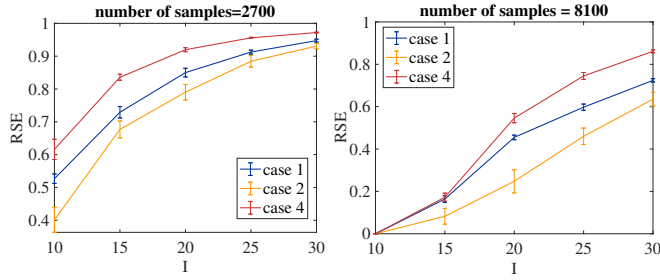 number of samples=2700
1
0.9
0.8
0.7
0.6
0.5
0.4
RSE
case 1
case 2
case 4
10 15 20 25 30
I
number of samples = 8100
1
0.8
0.6
0.4
0.2
0
RSE
case 1
case 2
case 4
10 15 20 25 30
I